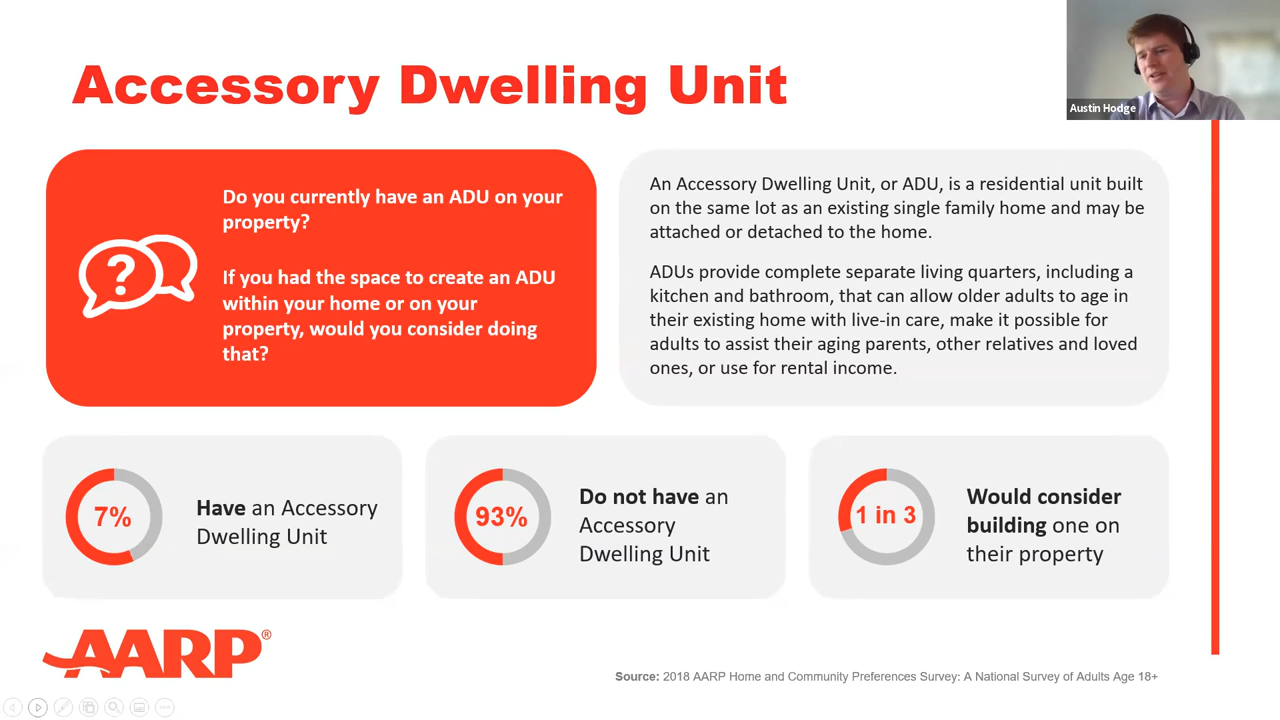 Accessory Dwelling Unit
Austin Hodge
Do you currently have an ADU on your
property?
If you had the space to create an ADU
within your home or on your
property, would you consider doing
that?
?
An Accessory Dwelling Unit, or ADU, is a residential unit built
on the same lot as an existing single family home and may be
attached or detached to the home.
ADUs provide complete separate living quarters, including a
kitchen and bathroom, that can allow older adults to age in
their existing home with live-in care, make it possible for
adults to assist their aging parents, other relatives and loved
ones, or use for rental income.
7%
Have an Accessory
Dwelling Unit
93%
Do not have an
Accessory
Dwelling Unit
1 in 3
Would consider
building one on
their property
AARP®
Source: 2018 AARP Home and Community Preferences Survey: A National Survey of Adults Age 18+